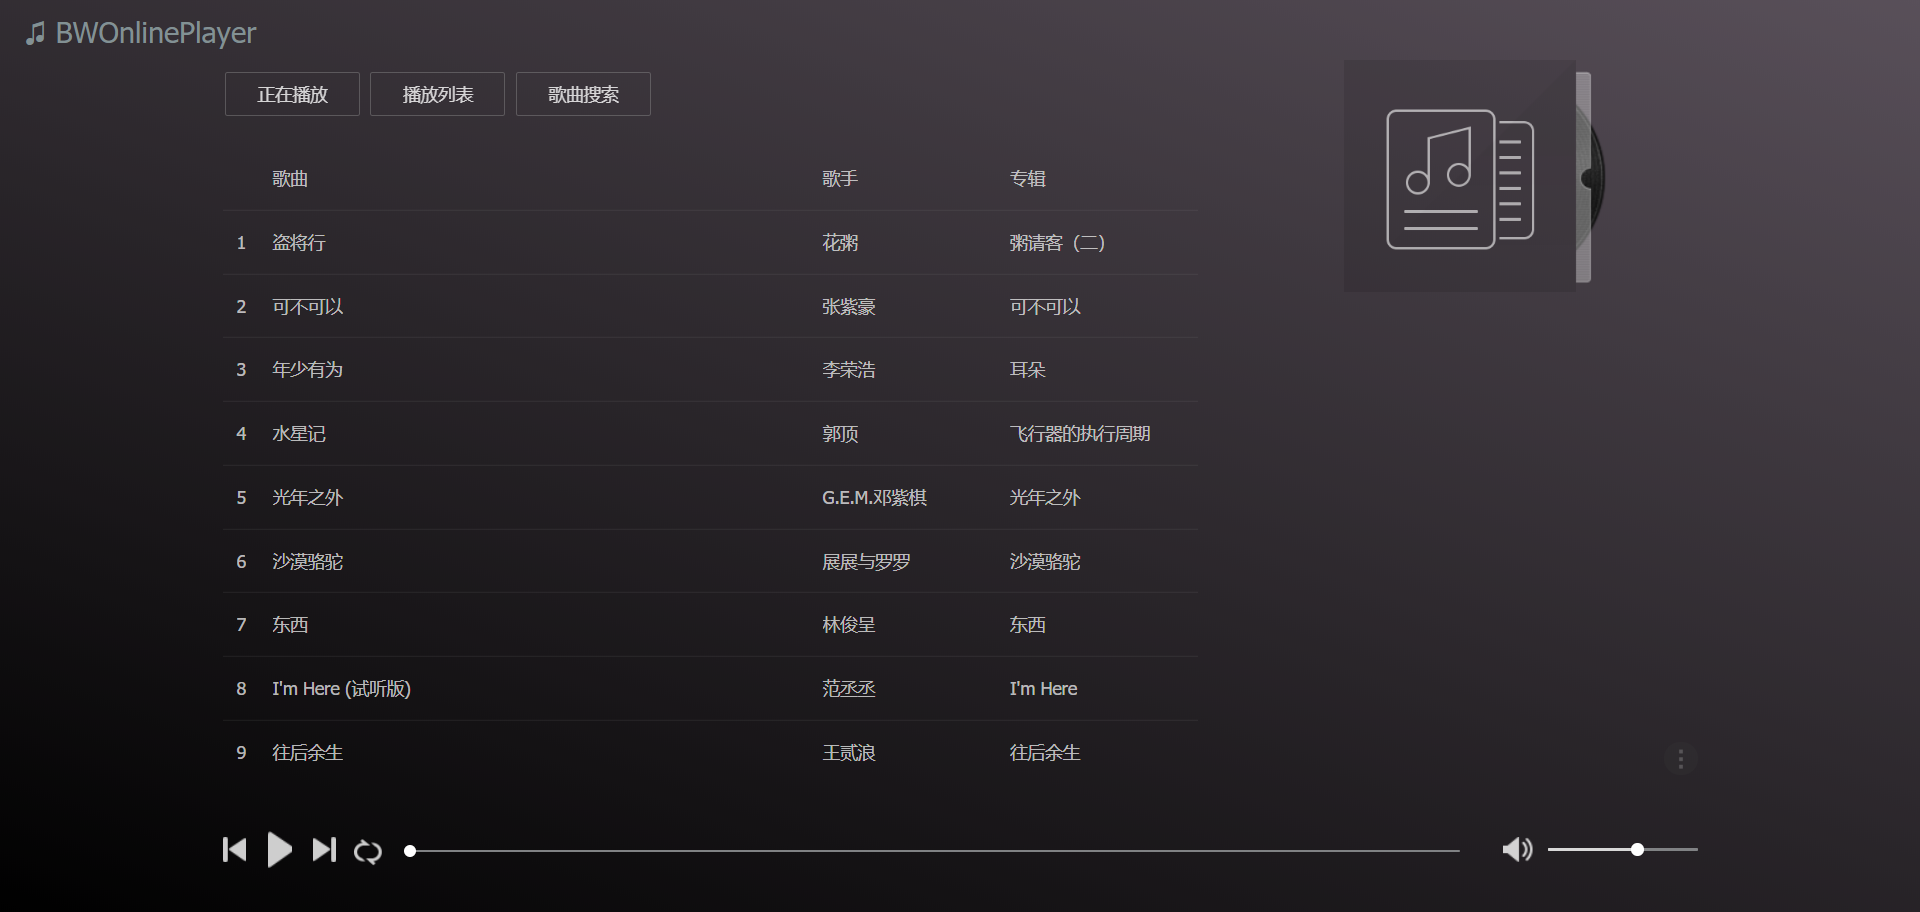 BWOnlinePlayer
正在播放 播放列表 歌曲搜索
歌曲 歌手 专辑
1 盗将行 花粥 粥请客（二）
2 可不可以 张紫豪 可不可以
3 年少有为 李荣浩 耳朵
4 水星记 郭顶 飞行器的执行周期
5 光年之外 G.E.M.邓紫棋 光年之外
6 沙漠骆驼 展展与罗罗 沙漠骆驼
7 东西 林俊呈 东西
8 I'm Here (试听版) 范丞丞 I'm Here
9 往后余生 王贰浪 往后余生